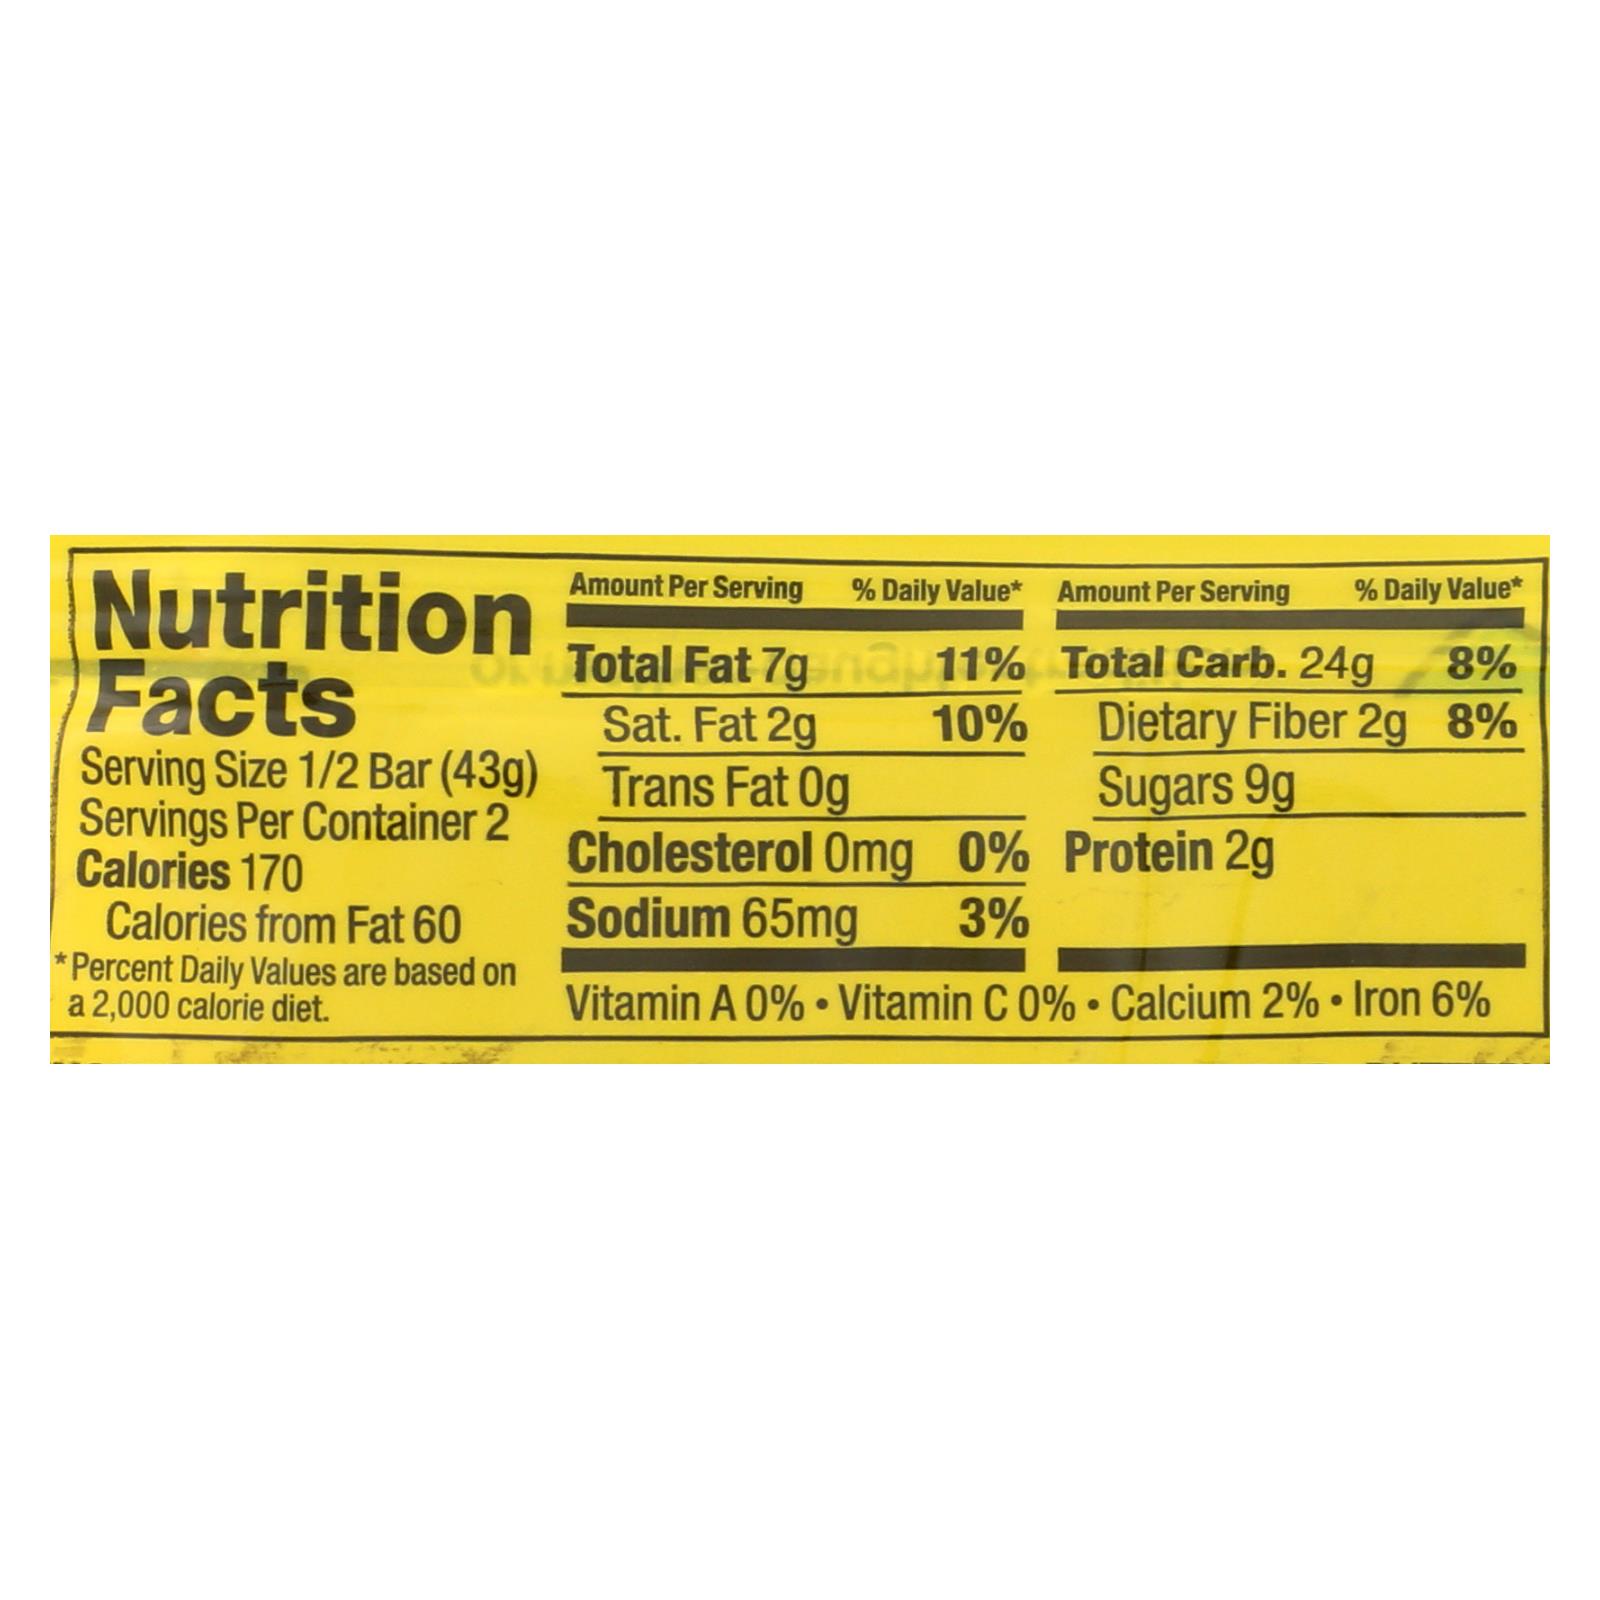 Nutrition
Facts
Serving Size 1/2 Bar (43g)
Servings Per Container 2
Calories 170
Calories from Fat 60
*Percent Daily Values are based on
a 2,000 calorie diet.
Amount Per Serving % Daily Value*
Total Fat 7g 11%
Sat. Fat 2g 10%
Trans Fat 0g
Cholesterol 0mg 0%
Sodium 65mg 3%
Amount Per Serving % Daily Value*
Total Carb. 24g 8%
Dietary Fiber 2g 8%
Sugars 9g
Protein 2g
Vitamin A 0% • Vitamin C 0% • Calcium 2% • Iron 6%